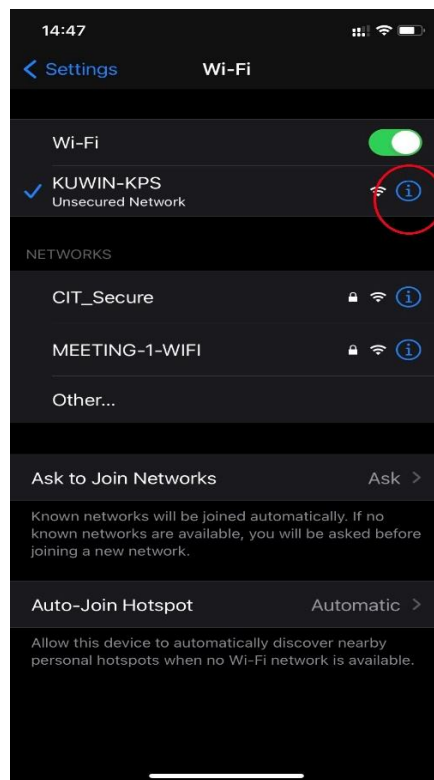 14:47
Settings
Wi-Fi
Wi-Fi
KUWIN-KPS
Unsecured Network
NETWORKS
CIT_Secure
MEETING-1-WIFI
Other...
Ask to Join Networks
Ask
Known networks will be joined automatically. If no
known networks are available, you will be asked before
joining a new network.
Auto-Join Hotspot
Automatic
Allow this device to automatically discover nearby
personal hotspots when no Wi-Fi network is available.